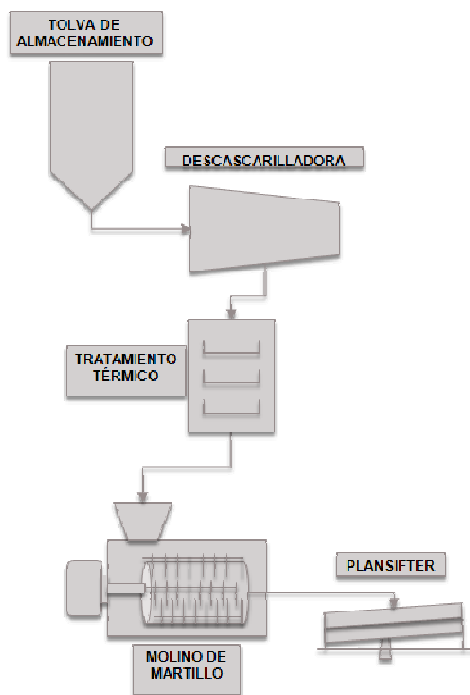 TOLVA DE
ALMACENAMIENTO
DESCASCARILLADORA
TRATAMIENTO
TÉRMICO
PLANSIFTER
MOLINO DE
MARTILLO